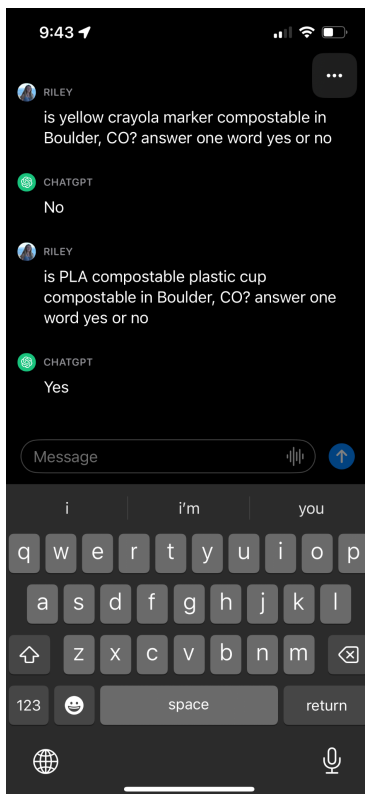 9:43
RILEY
is yellow crayola marker compostable in
Boulder, CO? answer one word yes or no
CHATGPT
No
RILEY
is PLA compostable plastic cup
compostable in Boulder, CO? answer one
word yes or no
CHATGPT
Yes
Message
i i'm you
q w e r t y u i o p
a s d f g h j k l
z x c v b n m
123 space return